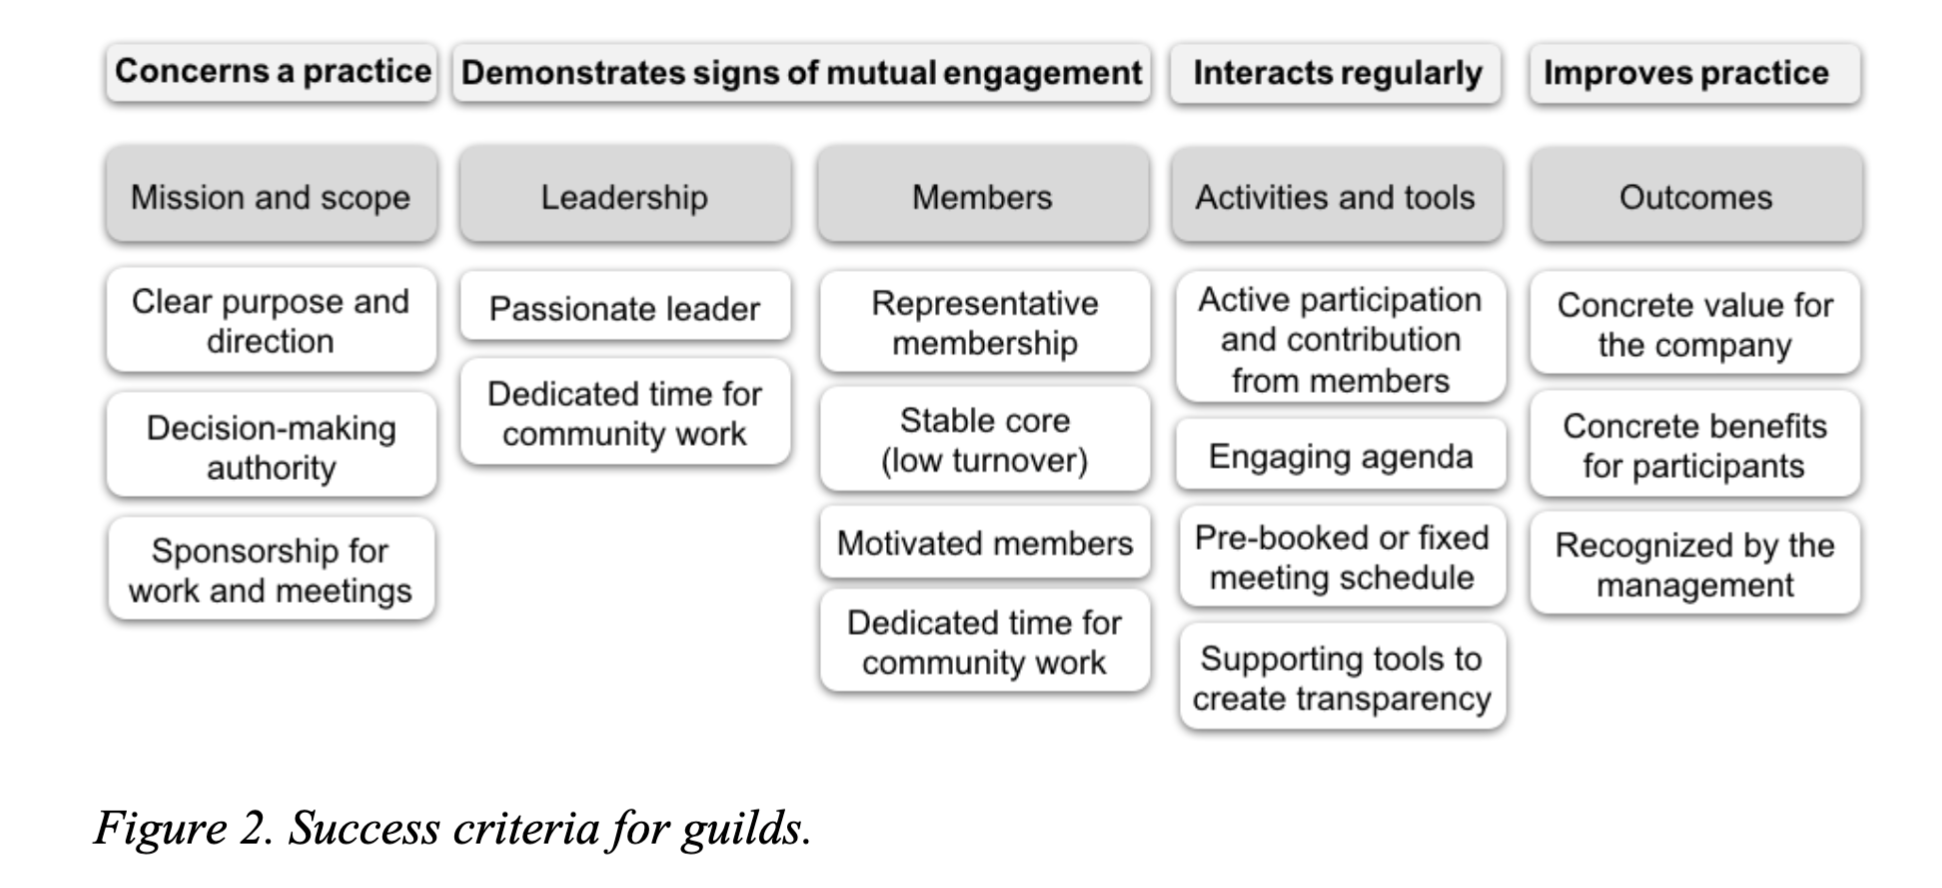 Concerns a practice
Demonstrates signs of mutual engagement
Interacts regularly
Improves practice
Mission and scope
Leadership
Members
Activities and tools
Outcomes
Clear purpose and
direction
Decision-making
authority
Sponsorship for
work and meetings
Passionate leader
Dedicated time for
community work
Representative
membership
Stable core
(low turnover)
Motivated members
Dedicated time for
community work
Active participation
and contribution
from members
Engaging agenda
Pre-booked or fixed
meeting schedule
Supporting tools to
create transparency
Concrete value for
the company
Concrete benefits
for participants
Recognized by the
management
Figure 2. Success criteria for guilds.